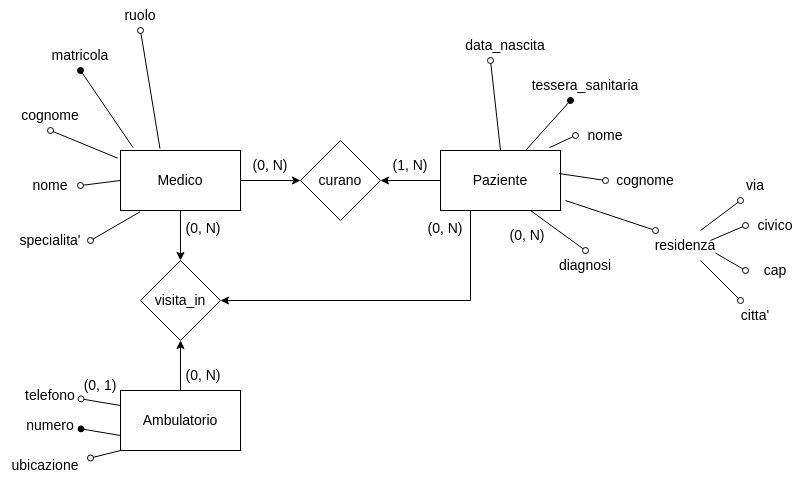 ruolo
data_nascita
matricola
tessera_sanitaria
cognome
nome
(0, N)
(1, N)
Medico
curano
Paziente
nome
cognome
via
specialita'
(0, N)
(0, N)
(0, N)
residenza
civico
diagnosi
cap
visita_in
citta'
(0, N)
(0, 1)
telefono
numero
Ambulatorio
ubicazione